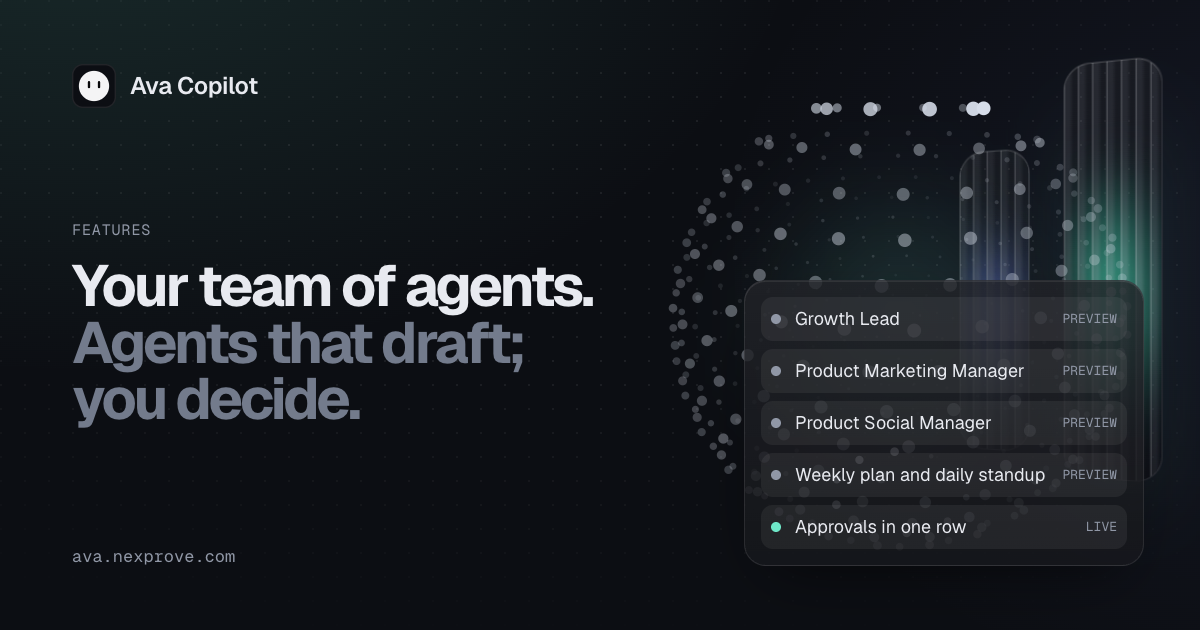 Ava Copilot
FEATURES
Your team of agents.
Agents that draft;
you decide.
ava.nexprove.com
Growth Lead PREVIEW
Product Marketing Manager PREVIEW
Product Social Manager PREVIEW
Weekly plan and daily standup PREVIEW
Approvals in one row LIVE